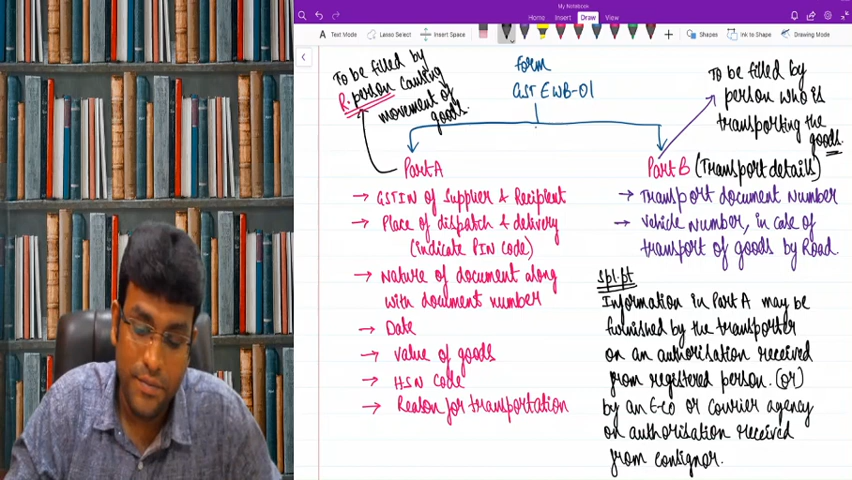 My Notebook
Home Insert Draw View
Text Mode Lasso Select Insert Space Shapes Ink to Shape Drawing Mode
To be filled by
R. person causing
movement of
goods.
Form
GST EWB-01
To be filled by
person who is
transporting the
goods.
Part A
→ GSTIN of Supplier & Recipient
→ Place of dispatch & delivery
(indicate PIN code)
→ Nature of document along
with document number
→ Date
→ Value of goods
→ HSN Code
→ Reason for transportation
Part B (Transport details)
→ Transport document Number
→ Vehicle Number, in case of
transport of goods by Road.
Spl. pt
Information in Part A may be
furnished by the transporter
on an authorisation received
from registered person. (or)
by an E-CO or Courier agency
on authorisation received
from consignor.